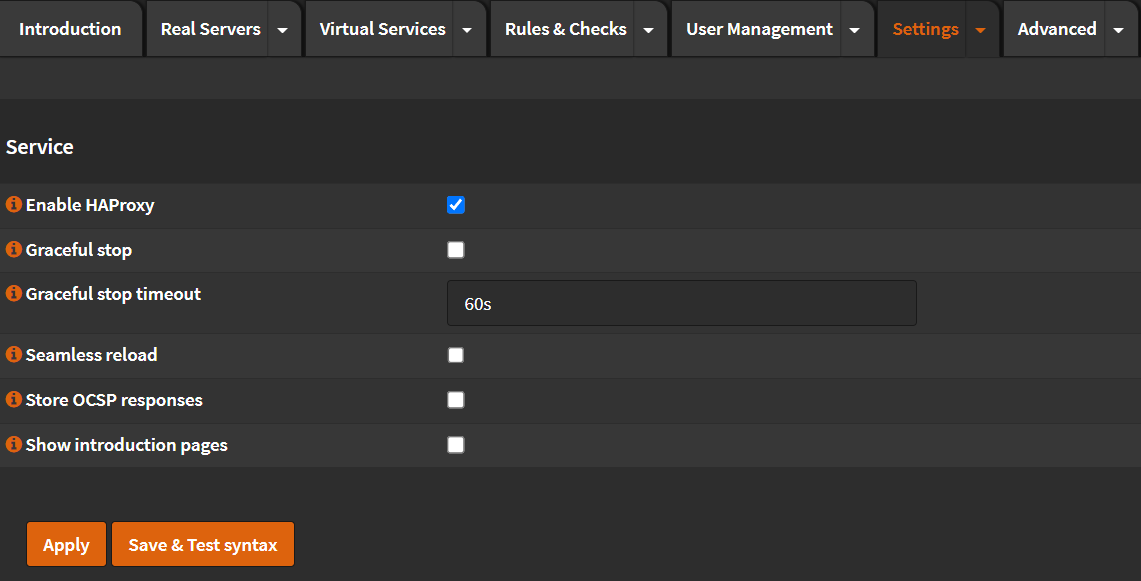 Introduction Real Servers Virtual Services Rules & Checks User Management Settings Advanced
Service
Enable HAProxy
Graceful stop
Graceful stop timeout 60s
Seamless reload
Store OCSP responses
Show introduction pages
Apply Save & Test syntax